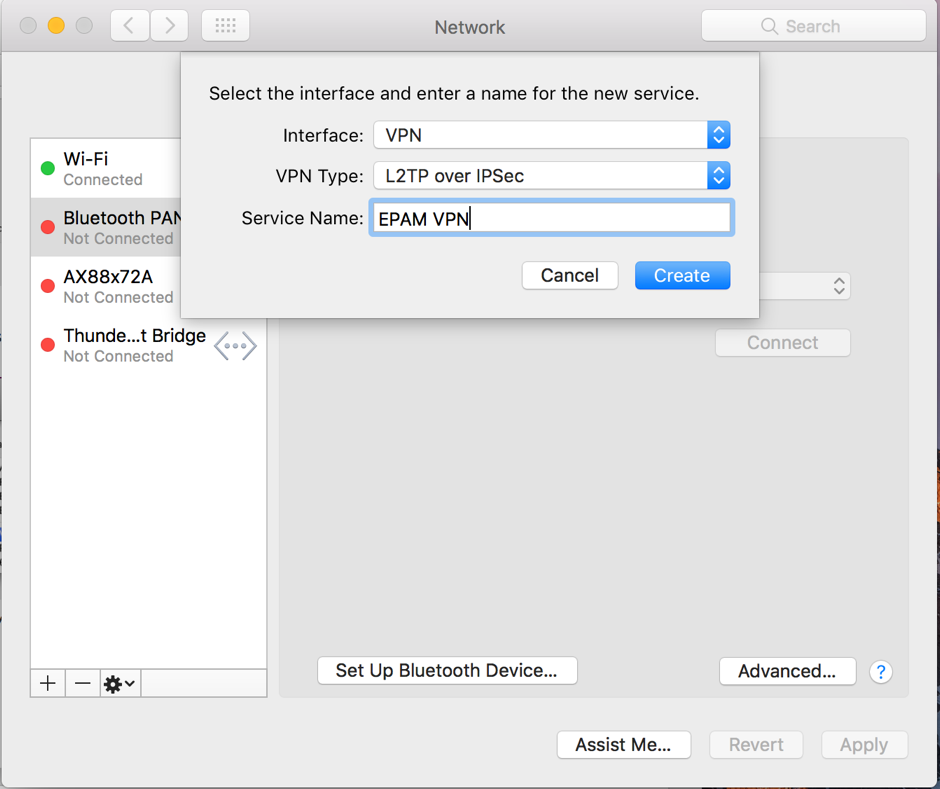 Network
Search
Select the interface and enter a name for the new service.
Interface: VPN
VPN Type: L2TP over IPSec
Service Name: EPAM VPN
Cancel Create
Wi-Fi
Connected
Bluetooth PAN
Not Connected
AX88x72A
Not Connected
Thunde...t Bridge
Not Connected
Connect
Set Up Bluetooth Device...
Advanced...
?
Assist Me...
Revert
Apply